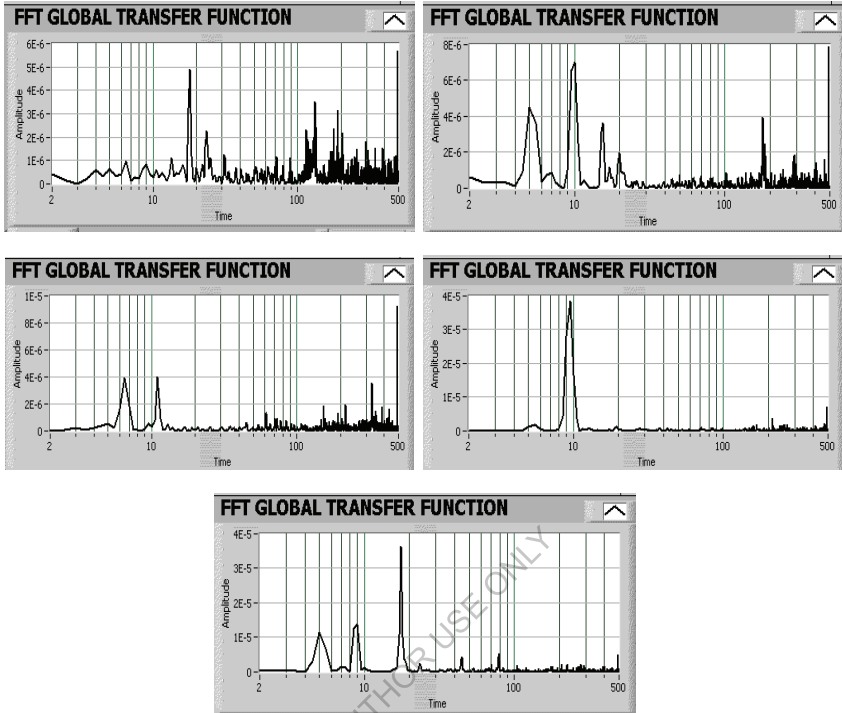 FFT GLOBAL TRANSFER FUNCTION
6E-6
5E-6
4E-6
3E-6
2E-6
1E-6
0
Amplitude
2 10 100 500
Time
FFT GLOBAL TRANSFER FUNCTION
8E-6
6E-6
4E-6
2E-6
0
Amplitude
2 10 100 500
Time
FFT GLOBAL TRANSFER FUNCTION
1E-5
8E-6
6E-6
4E-6
2E-6
0
Amplitude
2 10 100 500
Time
FFT GLOBAL TRANSFER FUNCTION
4E-5
3E-5
2E-5
1E-5
0
Amplitude
2 10 100 500
Time
FFT GLOBAL TRANSFER FUNCTION
4E-5
3E-5
2E-5
1E-5
0
Amplitude
2 10 100 500
Time
THOR USE ONLY